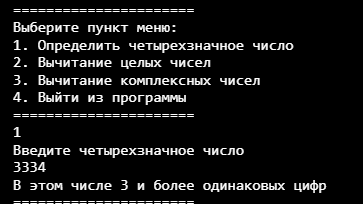 ======================
Выберите пункт меню:
1. Определить четырехзначное число
2. Вычитание целых чисел
3. Вычитание комплексных чисел
4. Выйти из программы
======================
1
Введите четырехзначное число
3334
В этом числе 3 и более одинаковых цифр
======================